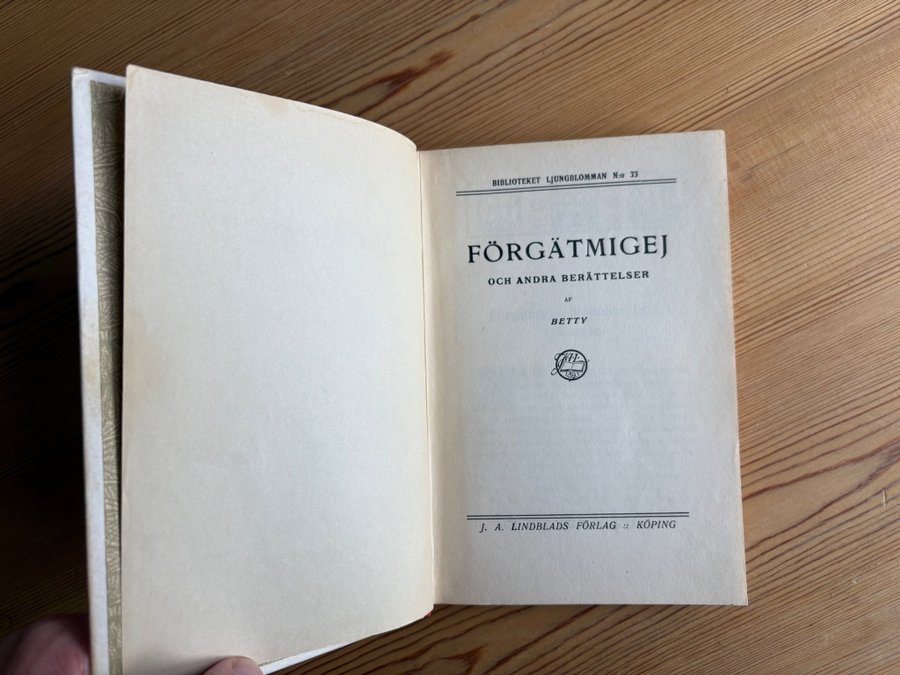 BIBLIOTEKET LJUNGBLOMMAN N:o 33
FÖRGÄTMIGEJ
OCH ANDRA BERÄTTELSER
AF
BETTY
J. A. LINDBLADS FÖRLAG :: KÖPING